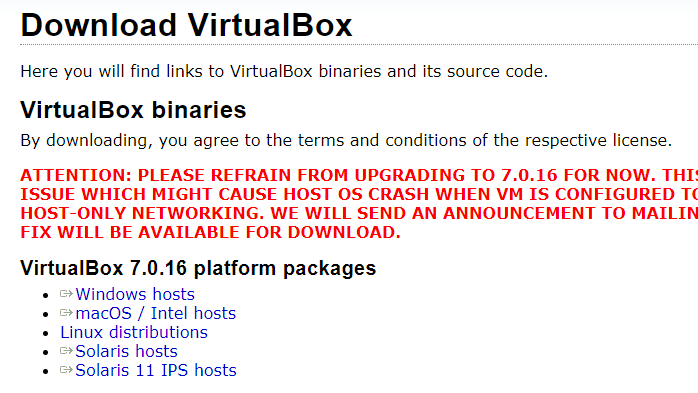 Download VirtualBox
Here you will find links to VirtualBox binaries and its source code.
VirtualBox binaries
By downloading, you agree to the terms and conditions of the respective license.
ATTENTION: PLEASE REFRAIN FROM UPGRADING TO 7.0.16 FOR NOW. THIS
ISSUE WHICH MIGHT CAUSE HOST OS CRASH WHEN VM IS CONFIGURED TO
HOST-ONLY NETWORKING. WE WILL SEND AN ANNOUNCEMENT TO MAILIN
FIX WILL BE AVAILABLE FOR DOWNLOAD.
VirtualBox 7.0.16 platform packages
Windows hosts
macOS / Intel hosts
Linux distributions
Solaris hosts
Solaris 11 IPS hosts